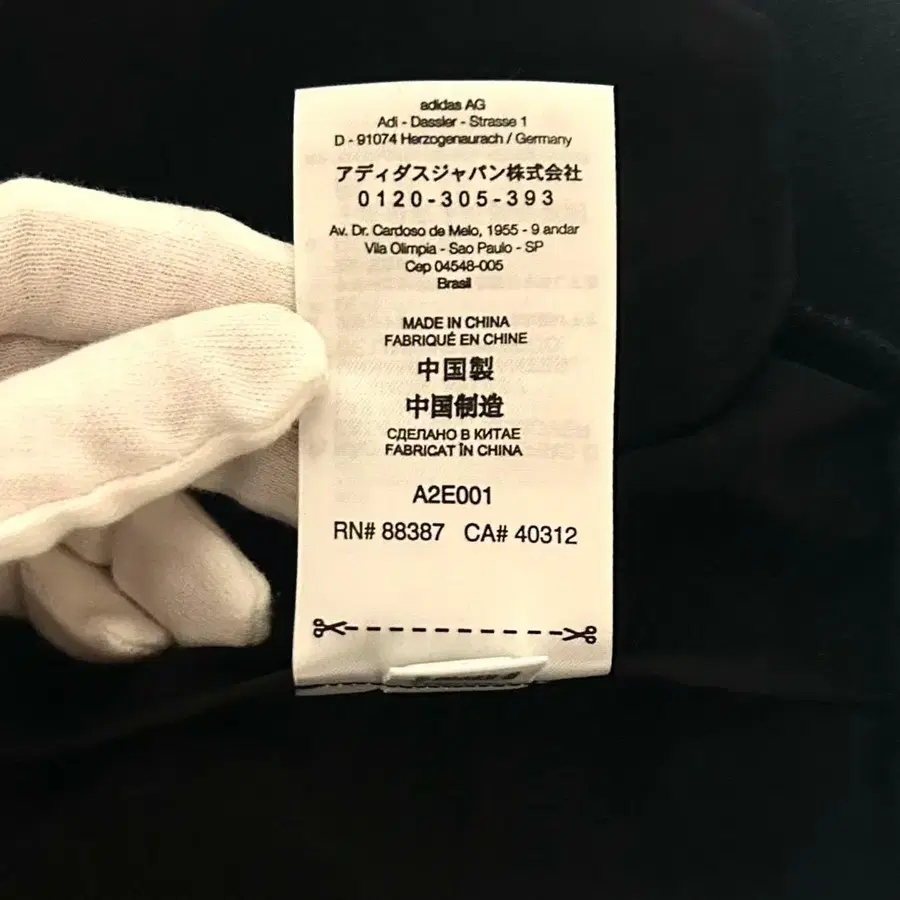 adidas AG
Adi - Dassler - Strasse 1
D - 91074 Herzogenaurach / Germany
アディダスジャパン株式会社
0120-305-393
Av. Dr. Cardoso de Melo, 1955 - 9 andar
Vila Olimpia - Sao Paulo - SP
Cep 04548-005
Brasil
MADE IN CHINA
FABRIQUÉ EN CHINE
中国製
中国制造
СДЕЛАНО В КИТАЕ
FABRICAT ÎN CHINA
A2E001
RN# 88387 CA# 40312